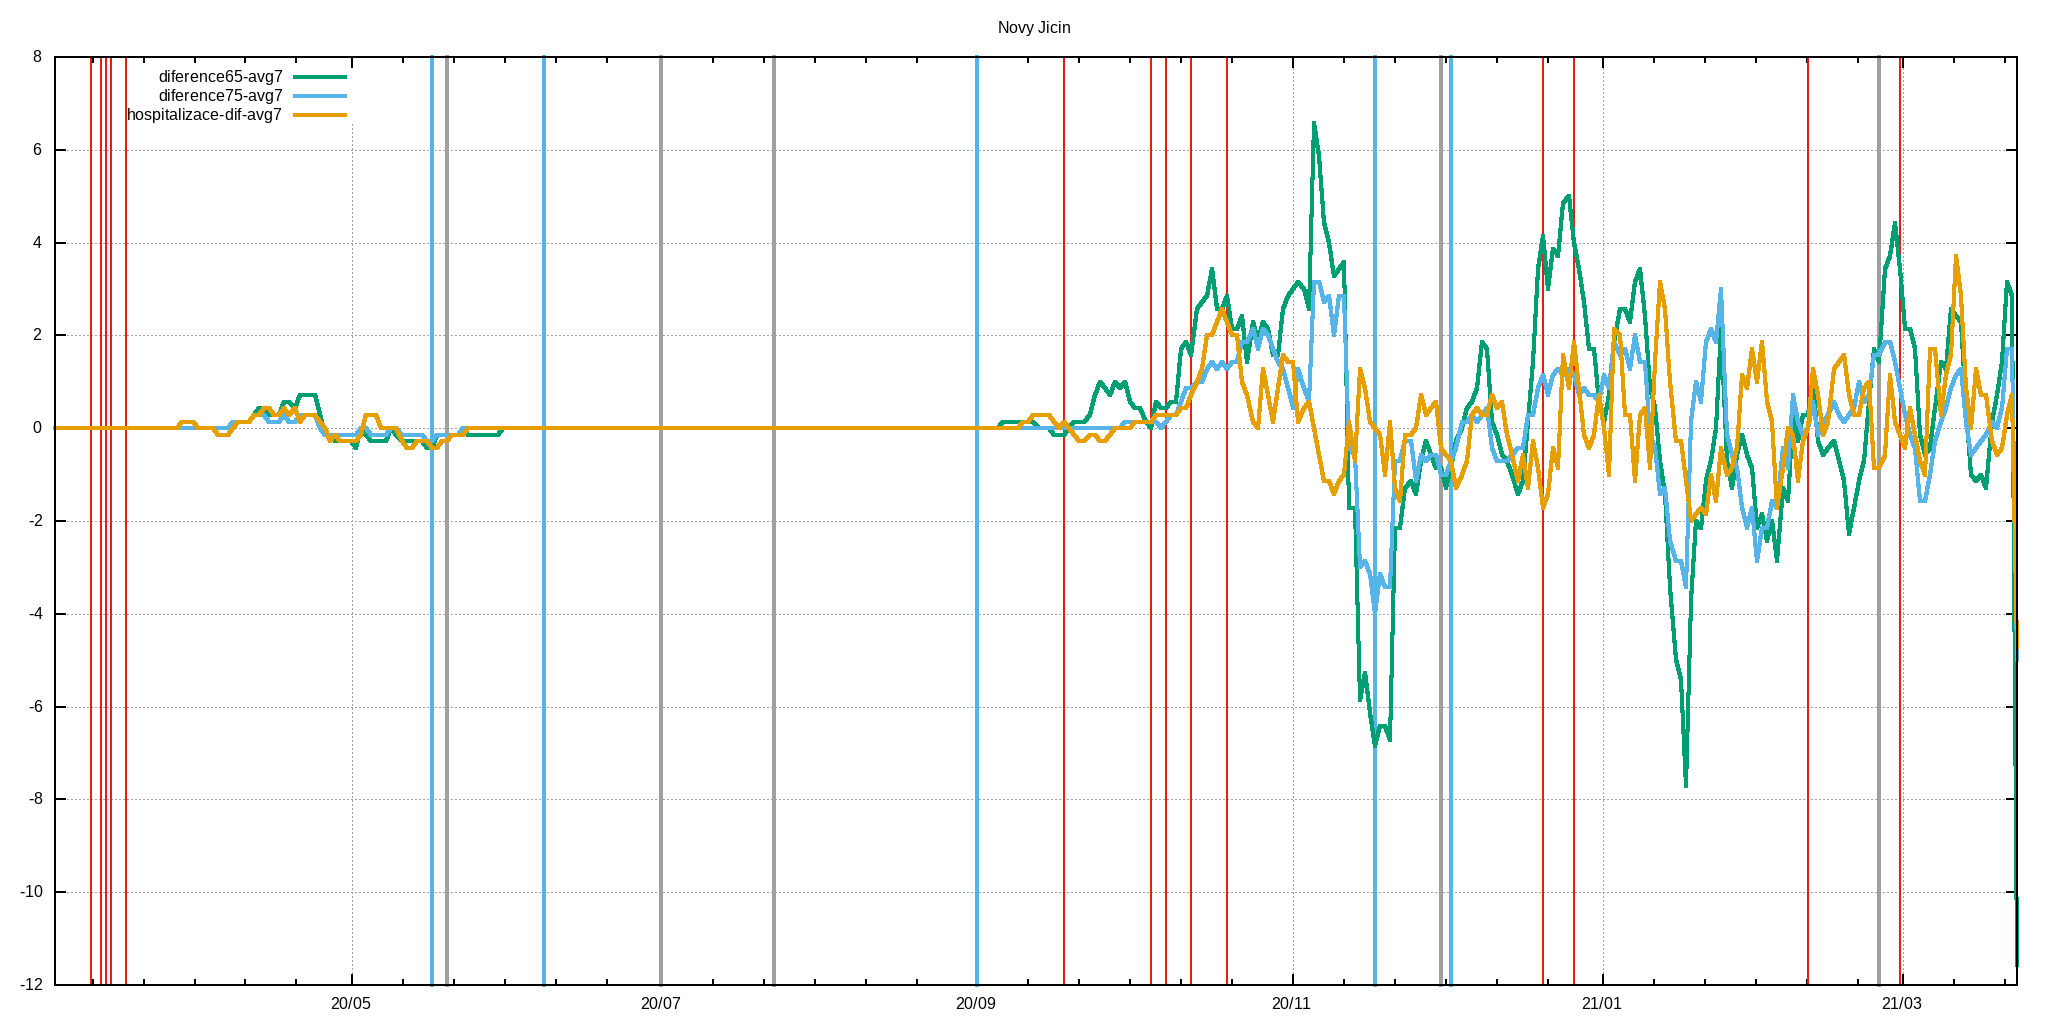 Novy Jicin
diference65-avg7
diference75-avg7
hospitalizace-dif-avg7
8
6
4
2
0
-2
-4
-6
-8
-10
-12
20/05 20/07 20/09 20/11 21/01 21/03